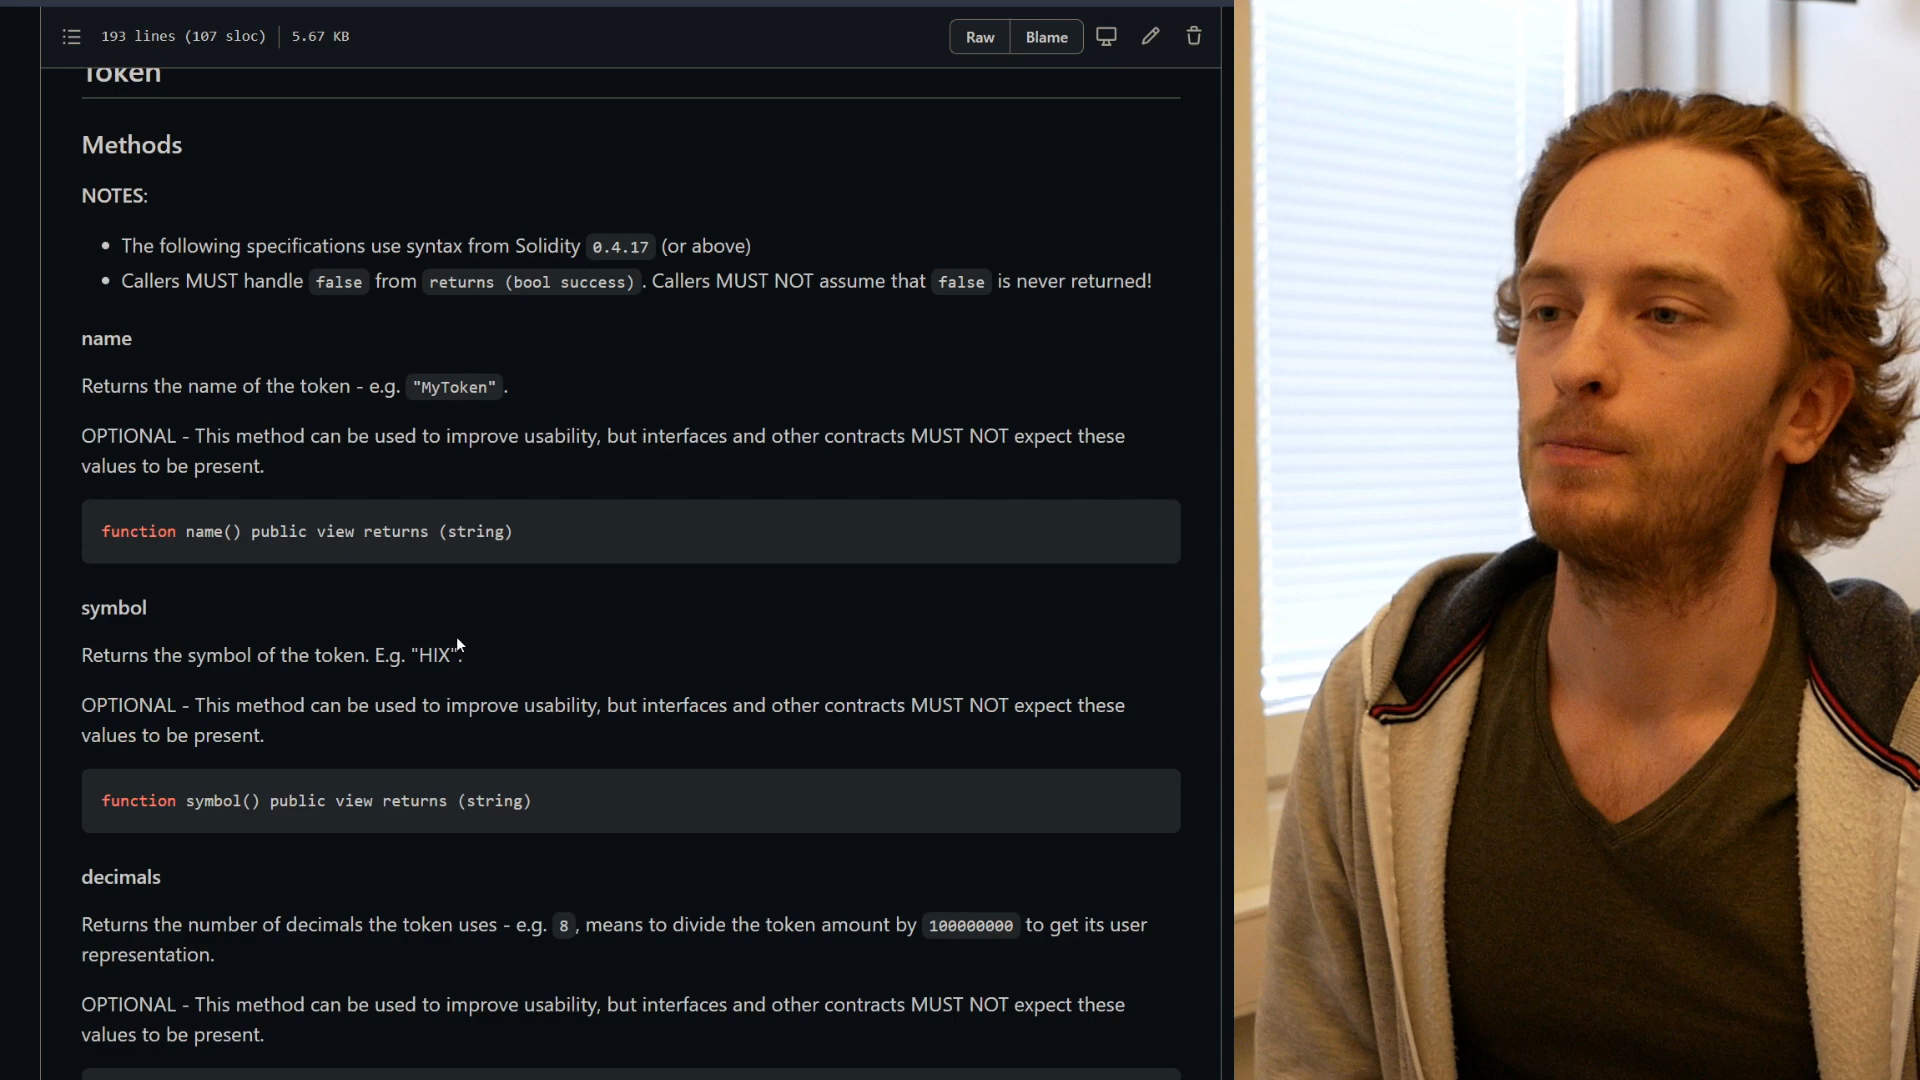 193 lines (107 sloc) 5.67 KB
Raw Blame
Token
Methods
NOTES:
The following specifications use syntax from Solidity 0.4.17 (or above)
Callers MUST handle false from returns (bool success). Callers MUST NOT assume that false is never returned!
name
Returns the name of the token - e.g. "MyToken".
OPTIONAL - This method can be used to improve usability, but interfaces and other contracts MUST NOT expect these
values to be present.
function name() public view returns (string)
symbol
Returns the symbol of the token. E.g. "HIX".
OPTIONAL - This method can be used to improve usability, but interfaces and other contracts MUST NOT expect these
values to be present.
function symbol() public view returns (string)
decimals
Returns the number of decimals the token uses - e.g. 8, means to divide the token amount by 100000000 to get its user
representation.
OPTIONAL - This method can be used to improve usability, but interfaces and other contracts MUST NOT expect these
values to be present.